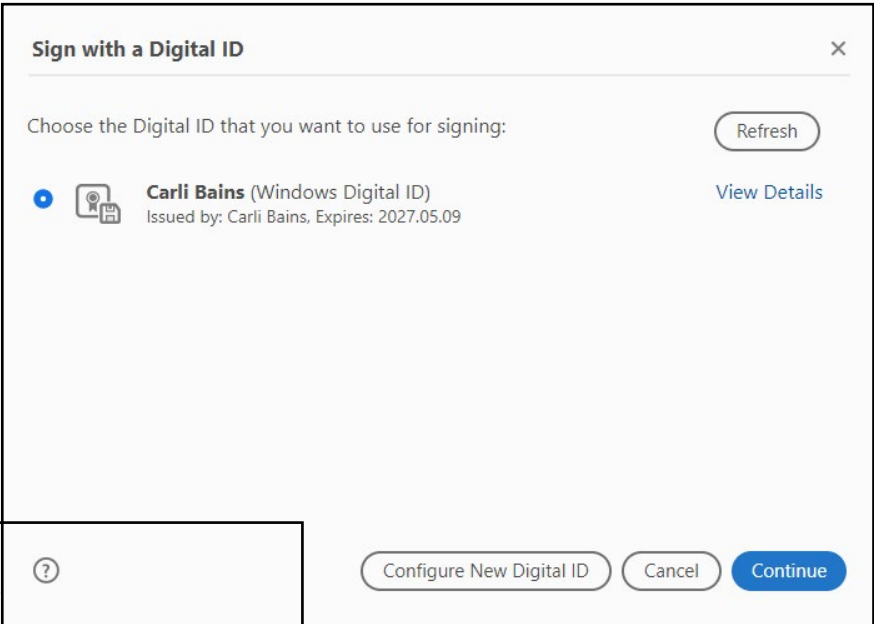 Sign with a Digital ID
Choose the Digital ID that you want to use for signing:
Refresh
Carli Bains (Windows Digital ID)
View Details
Issued by: Carli Bains, Expires: 2027.05.09
?
Configure New Digital ID
Cancel
Continue